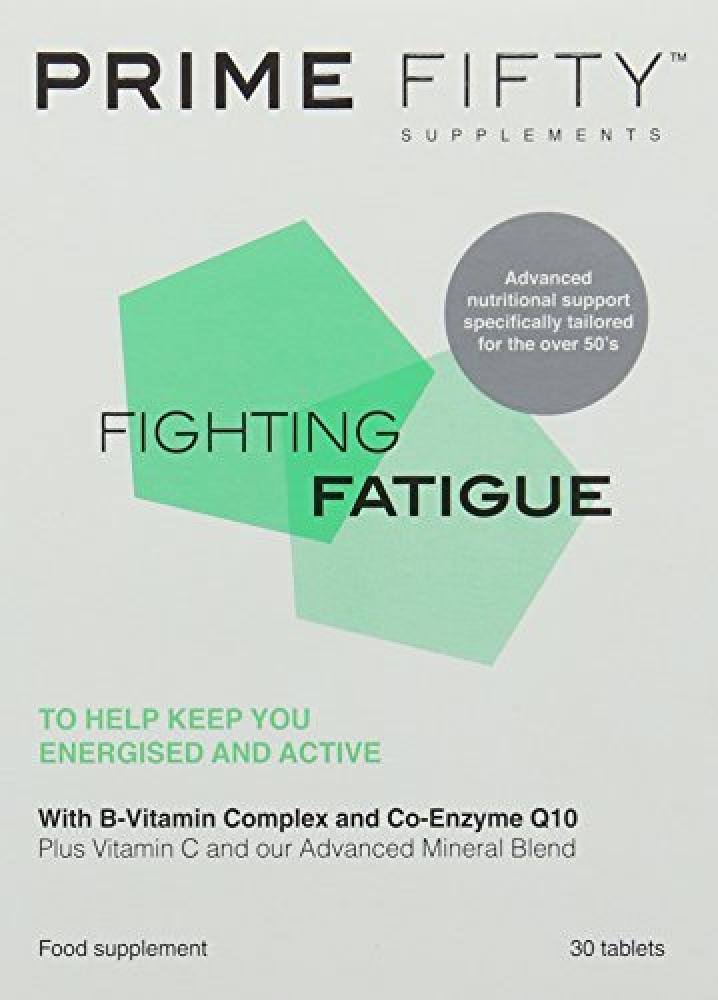 PRIME FIFTY™
SUPPLEMENTS
Advanced
nutritional support
specifically tailored
for the over 50's
FIGHTING
FATIGUE
TO HELP KEEP YOU
ENERGISED AND ACTIVE
With B-Vitamin Complex and Co-Enzyme Q10
Plus Vitamin C and our Advanced Mineral Blend
Food supplement
30 tablets